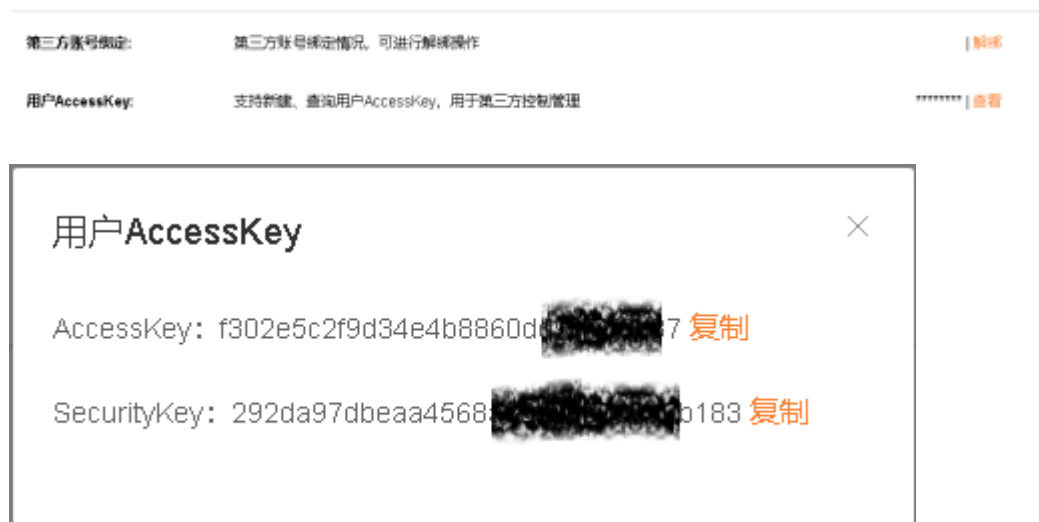 第三方账号绑定: 第三方账号绑定情况，可进行解绑操作 | 解绑
用户AccessKey: 支持新建、查询用户AccessKey，用于第三方控制管理 ******** | 查看
用户AccessKey
AccessKey: f302e5c2f9d34e4b8860d 7 复制
SecurityKey: 292da97dbeaa4568 b183 复制